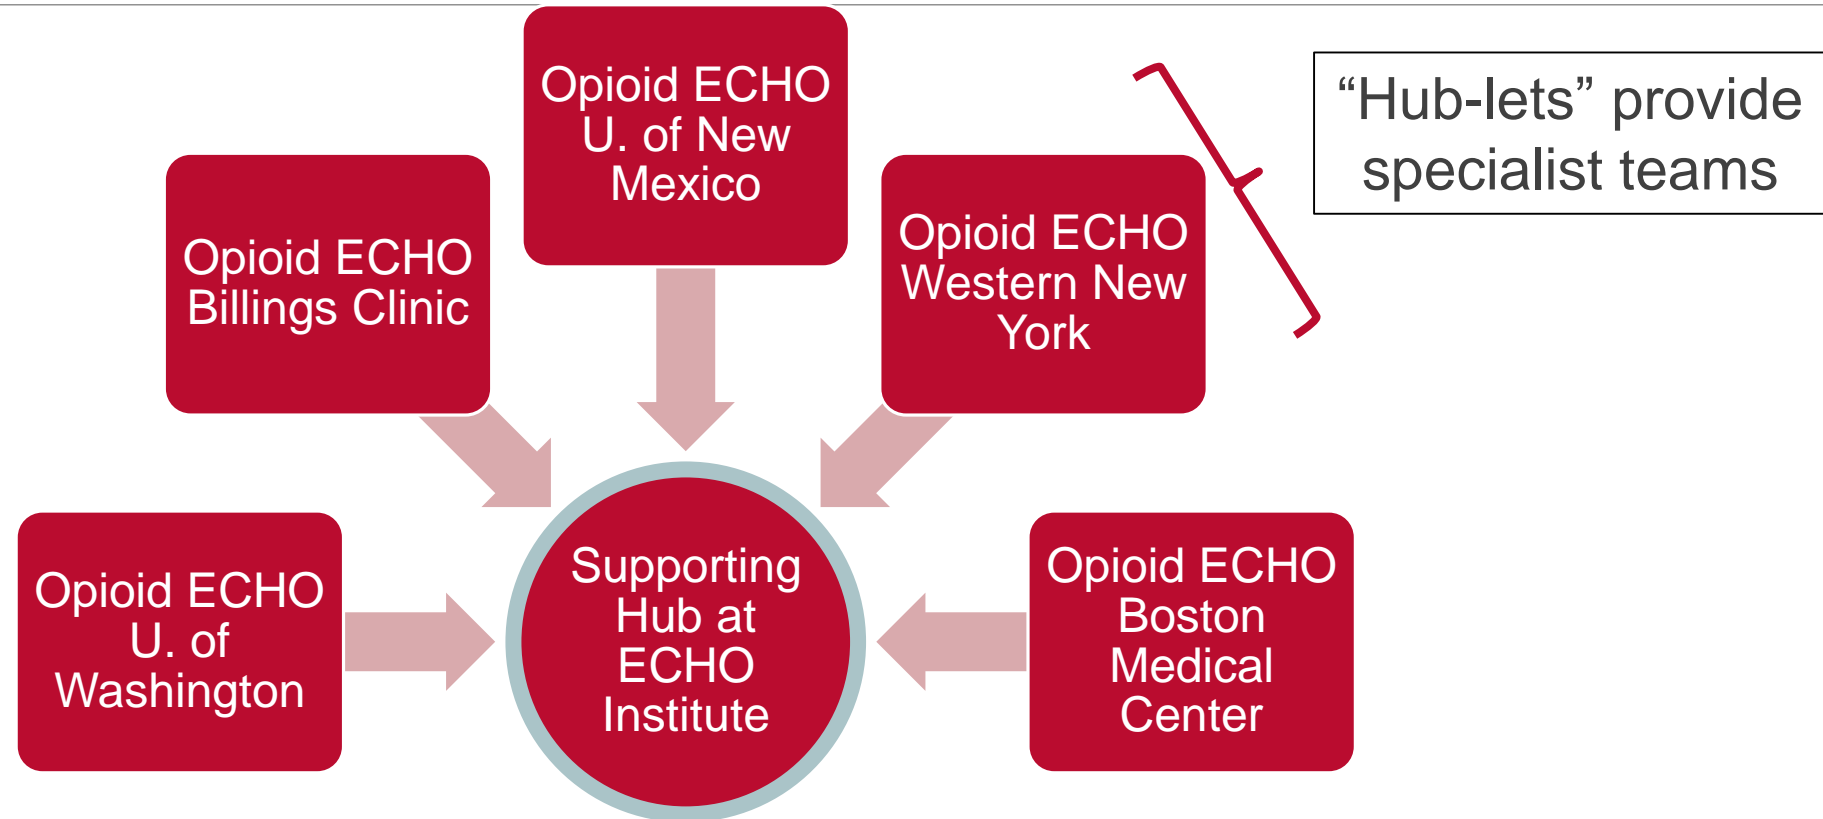 Opioid ECHO
U. of New
Mexico
“Hub-lets” provide
specialist teams
Opioid ECHO
Billings Clinic
Opioid ECHO
Western New
York
Opioid ECHO
U. of
Washington
Supporting
Hub at
ECHO
Institute
Opioid ECHO
Boston
Medical
Center